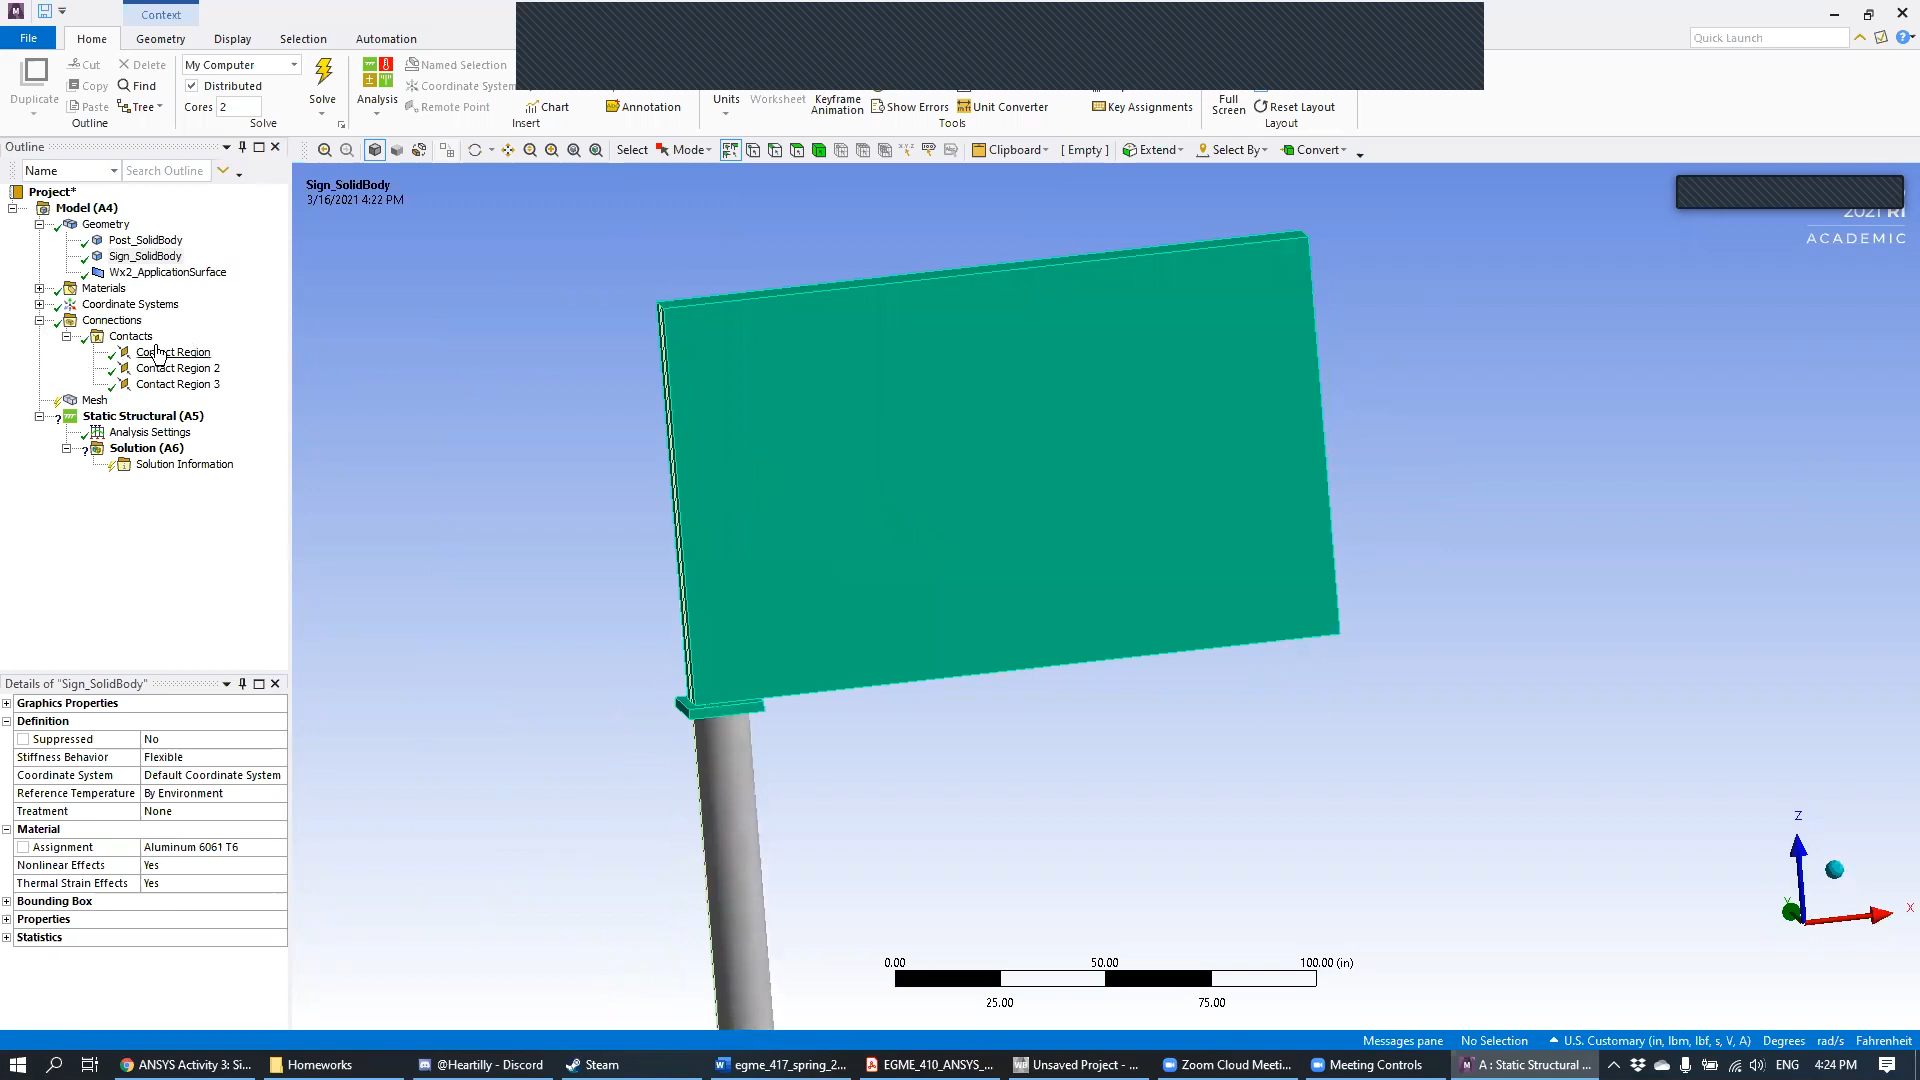 Context
File
Home
Geometry
Display
Selection
Automation
Quick Launch
Duplicate
Cut
Copy
Paste
Delete
Find
Tree
Outline
My Computer
Distributed
Cores 2
Solve
Solve
Analysis
Named Selection
Coordinate System
Remote Point
Chart
Annotation
Insert
Units
Worksheet
Keyframe
Animation
Show Errors
Unit Converter
Key Assignments
Tools
Full
Screen
Reset Layout
Layout
Outline
Name
Search Outline
Select
Mode
Clipboard
[ Empty ]
Extend
Select By
Convert
Project*
Model (A4)
Geometry
Post_SolidBody
Sign_SolidBody
Wx2_ApplicationSurface
Materials
Coordinate Systems
Connections
Contacts
Contact Region
Contact Region 2
Contact Region 3
Mesh
Static Structural (A5)
Analysis Settings
Solution (A6)
Solution Information
Sign_SolidBody
3/16/2021 4:22 PM
2021 R1
ACADEMIC
Details of "Sign_SolidBody"
Graphics Properties
Definition
Suppressed No
Stiffness Behavior Flexible
Coordinate System Default Coordinate System
Reference Temperature By Environment
Treatment None
Material
Assignment Aluminum 6061 T6
Nonlinear Effects Yes
Thermal Strain Effects Yes
Bounding Box
Properties
Statistics
Z
Y
X
0.00 50.00 100.00 (in)
25.00 75.00
Messages pane
No Selection
U.S. Customary (in, lbm, lbf, s, V, A)
Degrees
rad/s
Fahrenheit
ANSYS Activity 3: Si...
Homeworks
@Heartilly - Discord
Steam
egme_417_spring_2...
EGME_410_ANSYS_...
Unsaved Project - ...
Zoom Cloud Meeti...
Meeting Controls
A : Static Structural ...
ENG
4:24 PM